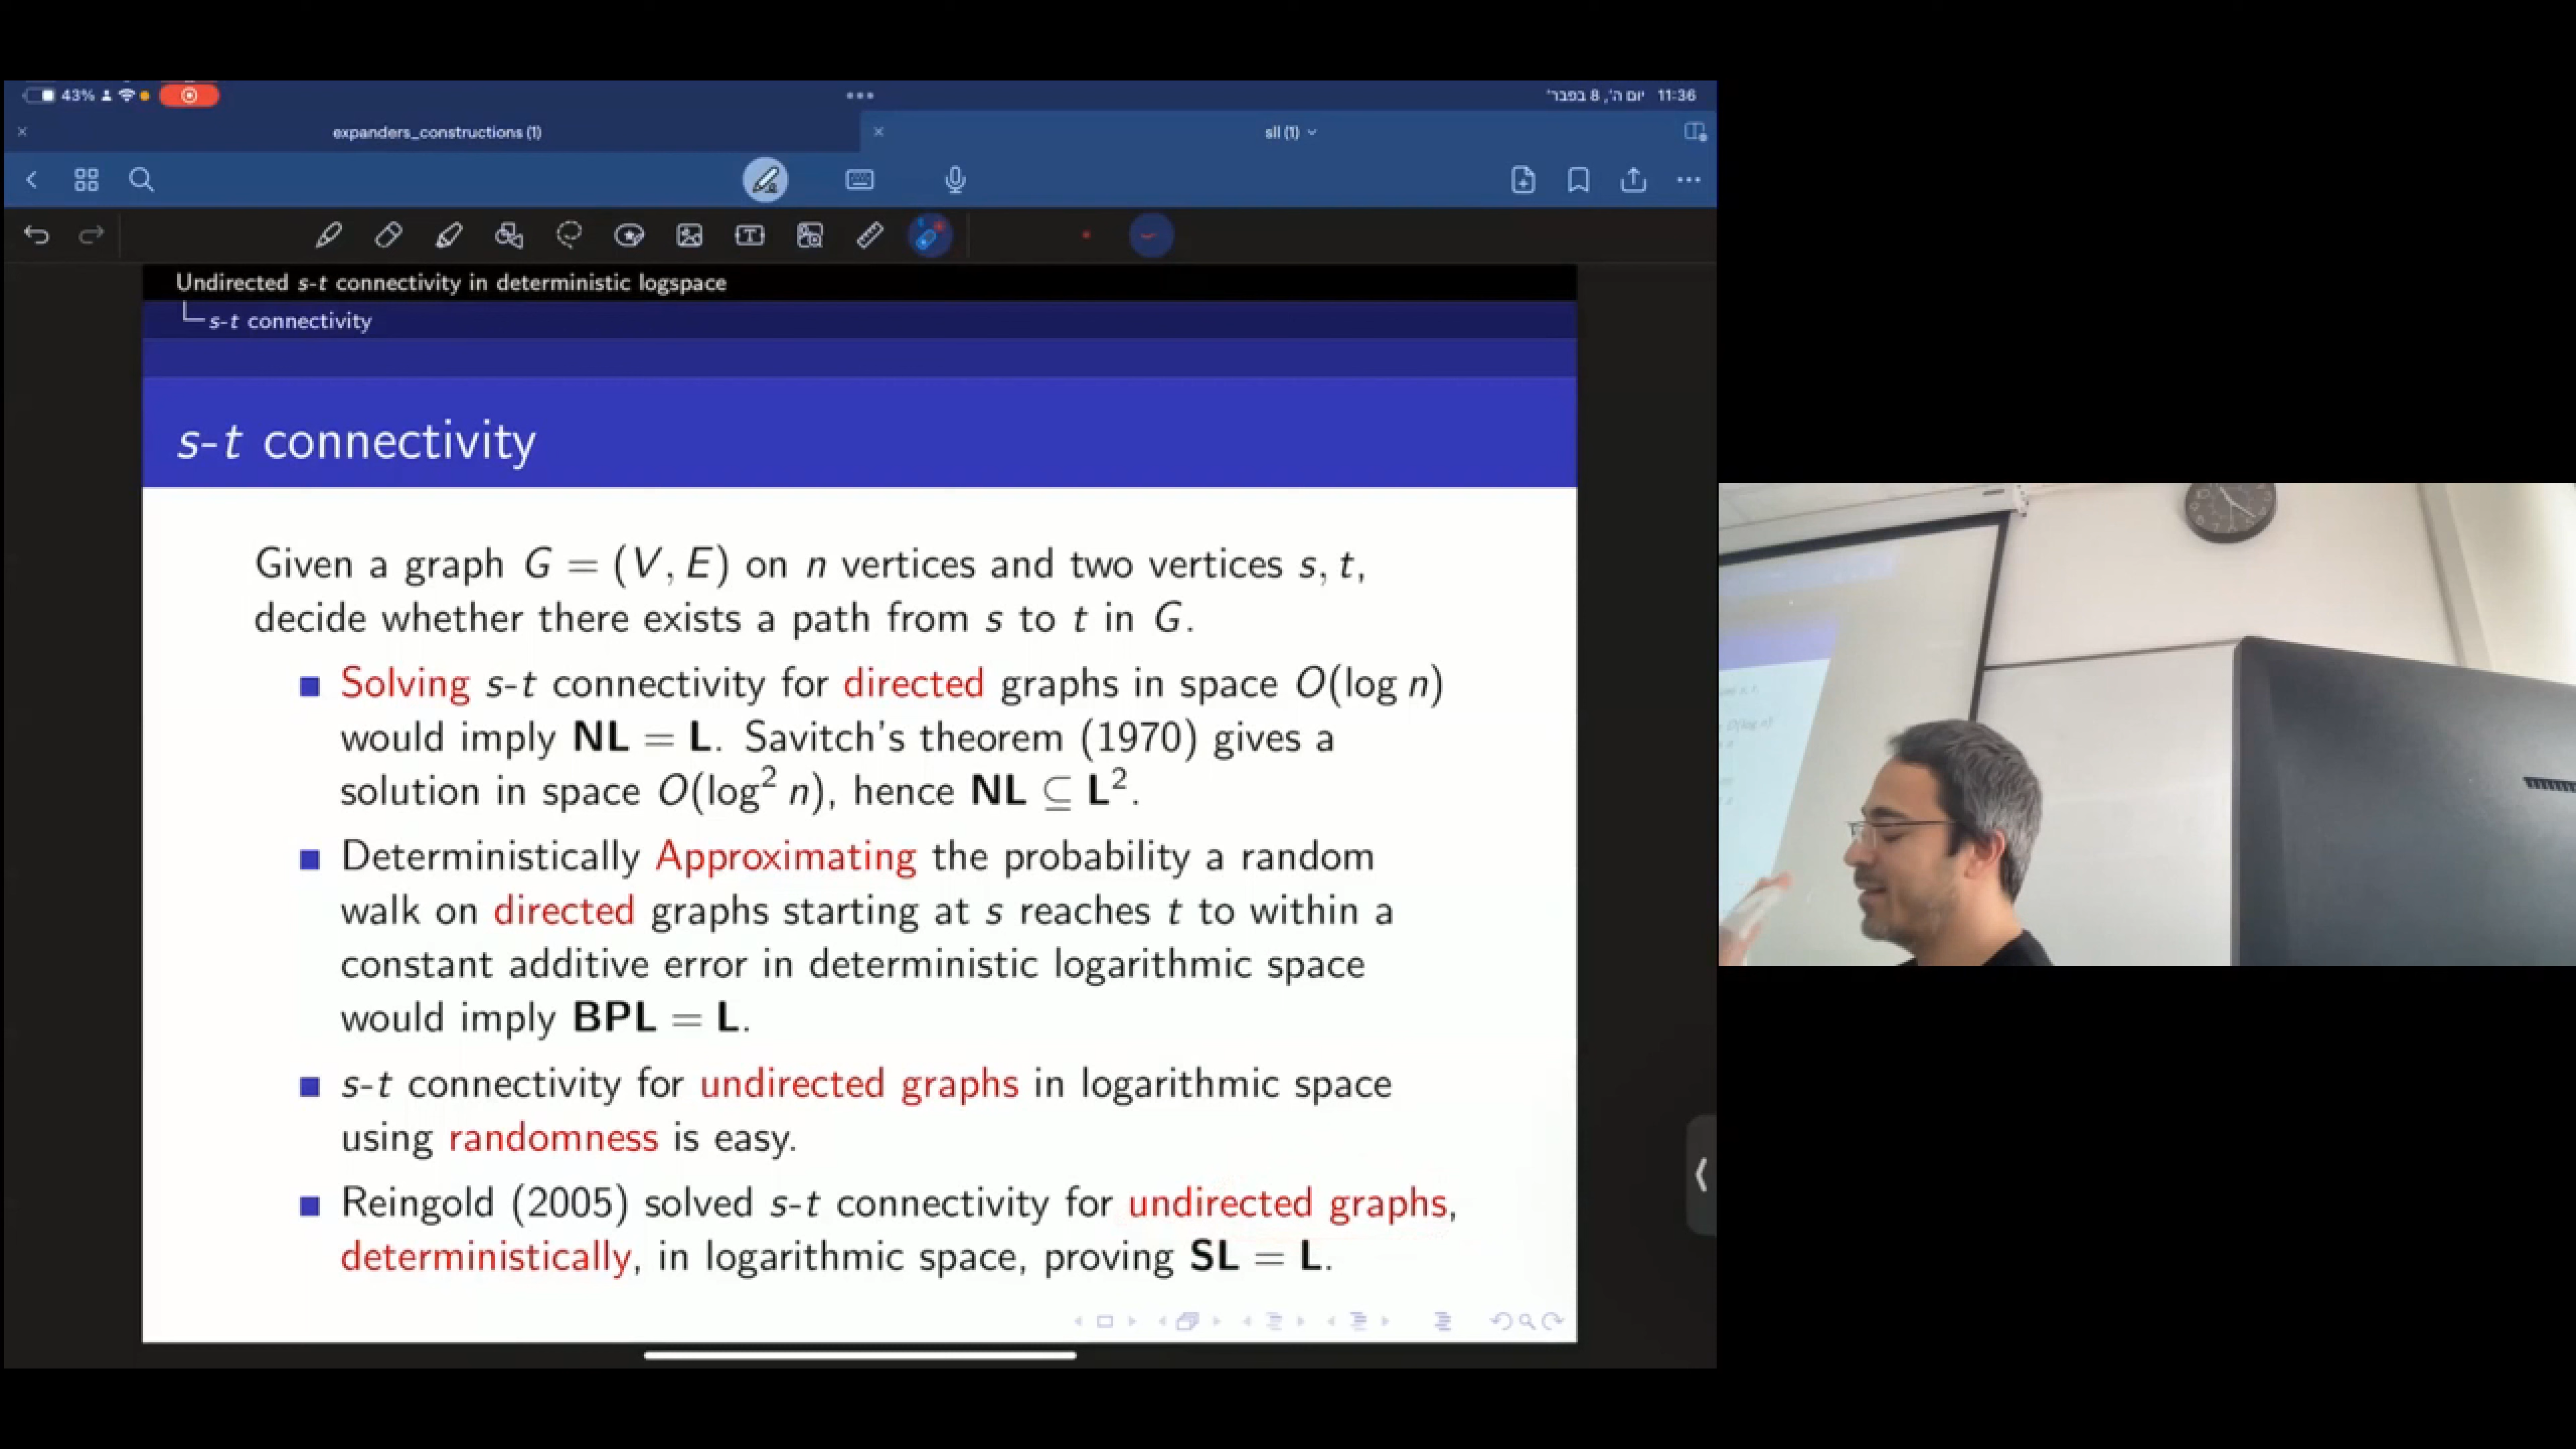 43%
יום ה׳, 8 בפבר׳ 11:36
expanders_constructions (1)
sll (1)
Undirected s-t connectivity in deterministic logspace
s-t connectivity
s-t connectivity
Given a graph G = (V, E) on n vertices and two vertices s, t,
decide whether there exists a path from s to t in G.
Solving s-t connectivity for directed graphs in space O(log n)
would imply NL = L. Savitch's theorem (1970) gives a
solution in space O(log² n), hence NL ⊆ L².
Deterministically Approximating the probability a random
walk on directed graphs starting at s reaches t to within a
constant additive error in deterministic logarithmic space
would imply BPL = L.
s-t connectivity for undirected graphs in logarithmic space
using randomness is easy.
Reingold (2005) solved s-t connectivity for undirected graphs,
deterministically, in logarithmic space, proving SL = L.